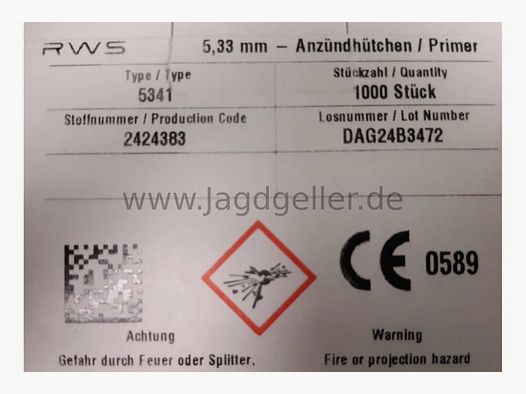 RWS 5,33 mm – Anzündhütchen / Primer
Type / Type Stückzahl / Quantity
5341 1000 Stück
Stoffnummer / Production Code Losnummer / Lot Number
2424383 DAG24B3472
www.Jagdgeller.de
CE 0589
Achtung Warning
Gefahr durch Feuer oder Splitter, Fire or projection hazard